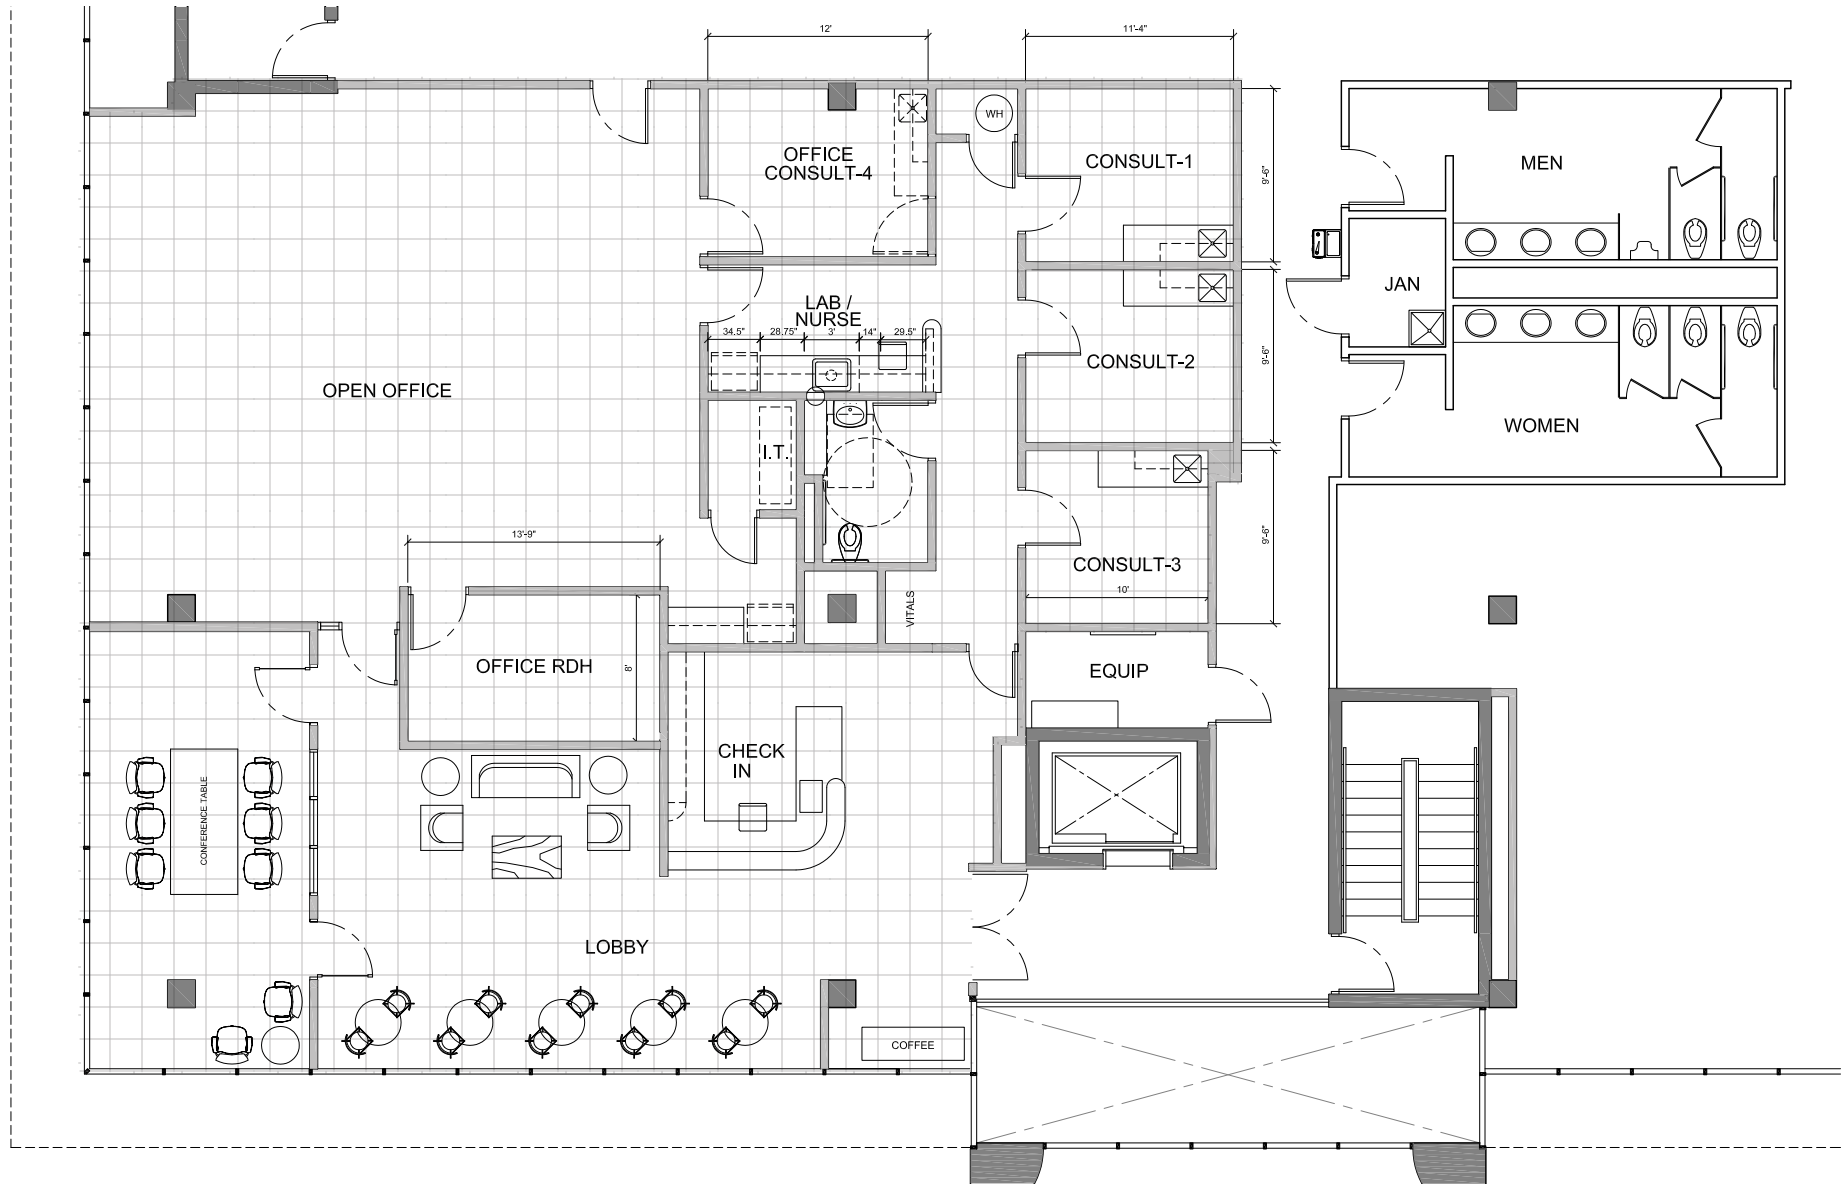 12'
11'-4"
WH
OFFICE
CONSULT-4
CONSULT-1
9'-6"
MEN
LAB /
NURSE
JAN
34.5"
28.75"
3'
14"
29.5"
OPEN OFFICE
CONSULT-2
9'-6"
WOMEN
I.T.
13'-9"
9'-6"
CONSULT-3
10'
VITALS
OFFICE RDH
8'
EQUIP
CHECK
IN
CONFERENCE TABLE
LOBBY
COFFEE